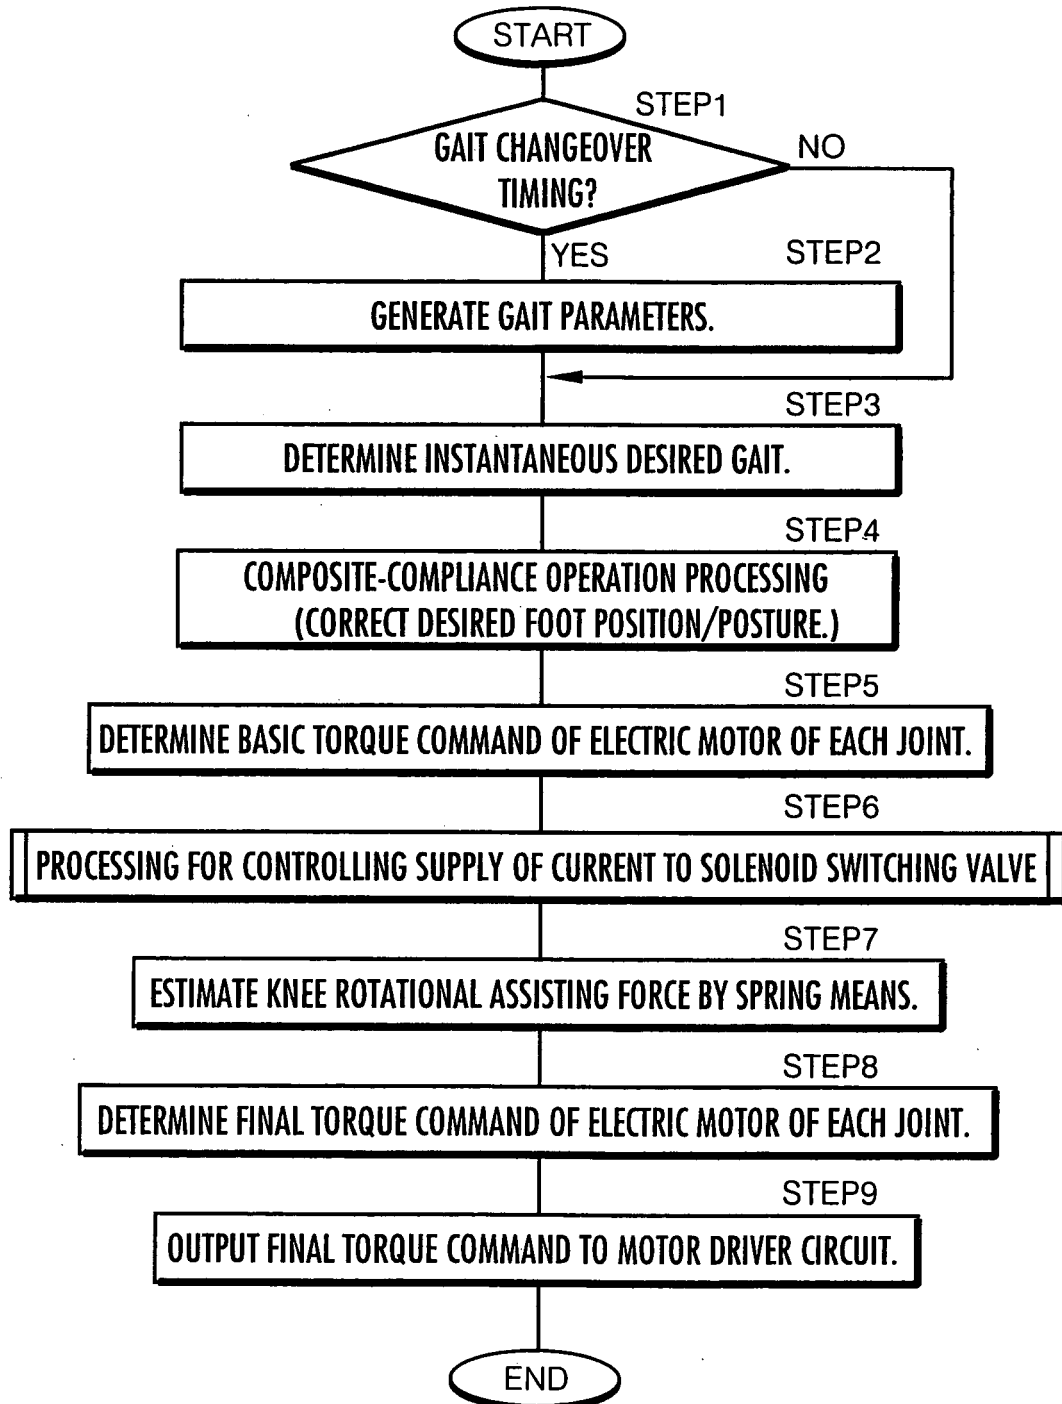 START
STEP1
GAIT CHANGEOVER
TIMING?
NO
YES
STEP2
GENERATE GAIT PARAMETERS.
STEP3
DETERMINE INSTANTANEOUS DESIRED GAIT.
STEP4
COMPOSITE-COMPLIANCE OPERATION PROCESSING
(CORRECT DESIRED FOOT POSITION/POSTURE.)
STEP5
DETERMINE BASIC TORQUE COMMAND OF ELECTRIC MOTOR OF EACH JOINT.
STEP6
PROCESSING FOR CONTROLLING SUPPLY OF CURRENT TO SOLENOID SWITCHING VALVE
STEP7
ESTIMATE KNEE ROTATIONAL ASSISTING FORCE BY SPRING MEANS.
STEP8
DETERMINE FINAL TORQUE COMMAND OF ELECTRIC MOTOR OF EACH JOINT.
STEP9
OUTPUT FINAL TORQUE COMMAND TO MOTOR DRIVER CIRCUIT.
END